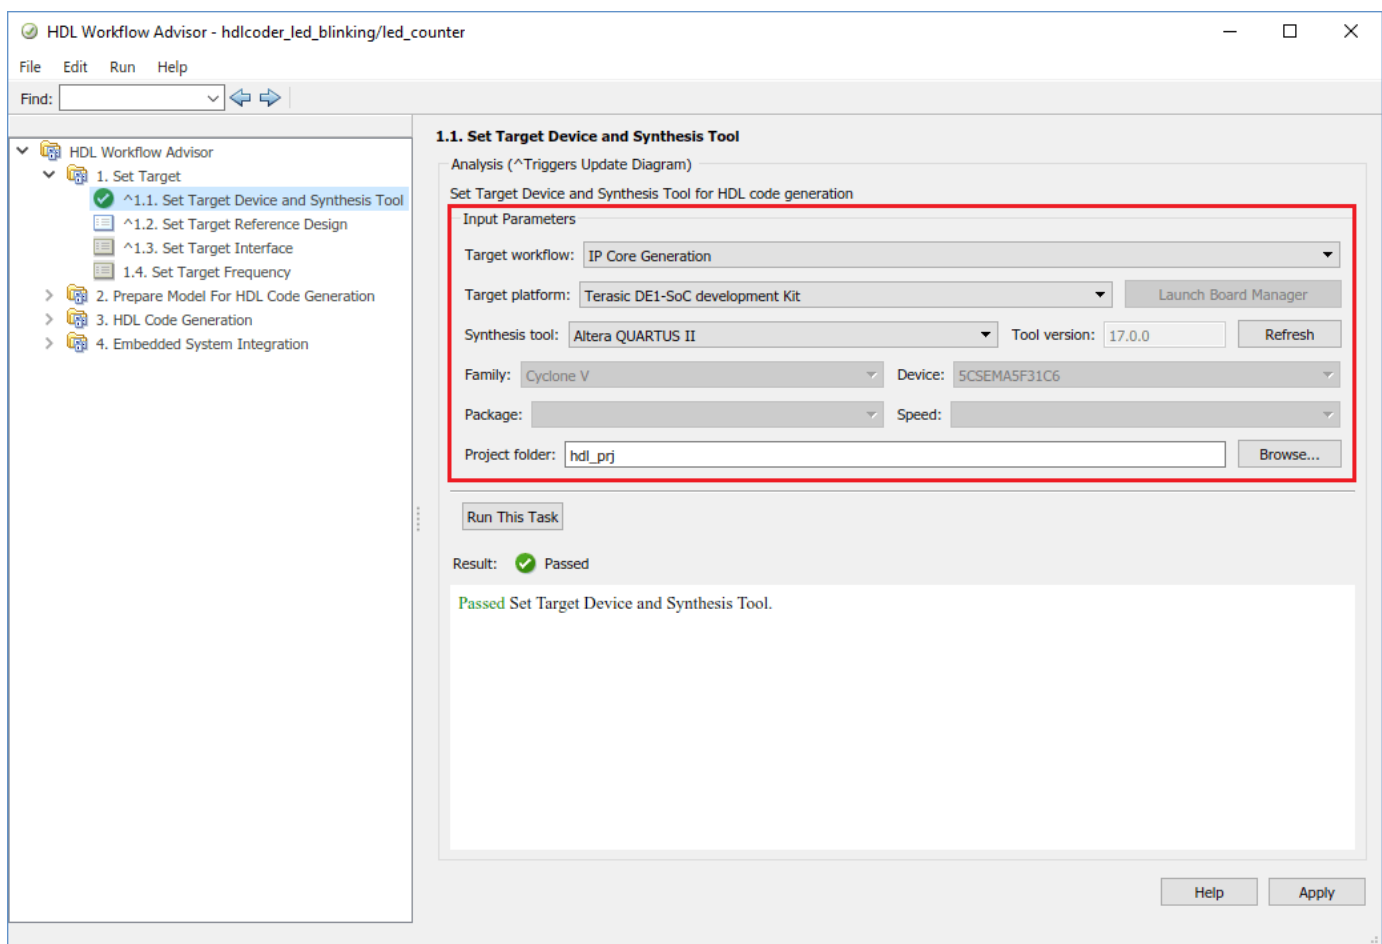 HDL Workflow Advisor - hdlcoder_led_blinking/led_counter
File Edit Run Help
Find:
HDL Workflow Advisor
1. Set Target
^1.1. Set Target Device and Synthesis Tool
^1.2. Set Target Reference Design
^1.3. Set Target Interface
1.4. Set Target Frequency
2. Prepare Model For HDL Code Generation
3. HDL Code Generation
4. Embedded System Integration
1.1. Set Target Device and Synthesis Tool
Analysis (^Triggers Update Diagram)
Set Target Device and Synthesis Tool for HDL code generation
Input Parameters
Target workflow: IP Core Generation
Target platform: Terasic DE1-SoC development Kit Launch Board Manager
Synthesis tool: Altera QUARTUS II Tool version: 17.0.0 Refresh
Family: Cyclone V Device: 5CSEMA5F31C6
Package: Speed:
Project folder: hdl_prj Browse...
Run This Task
Result: Passed
Passed Set Target Device and Synthesis Tool.
Help Apply